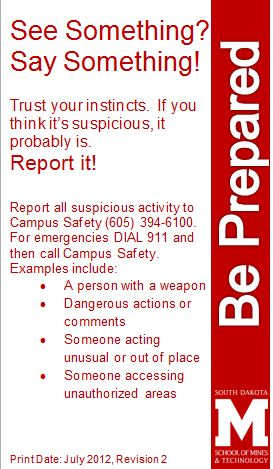 See Something?
Say Something!
Trust your instincts. If you
think it's suspicious, it
probably is.
Report it!
Report all suspicious activity to
Campus Safety (605) 394-6100.
For emergencies DIAL 911 and
then call Campus Safety.
Examples include:
• A person with a weapon
• Dangerous actions or
comments
• Someone acting
unusual or out of place
• Someone accessing
unauthorized areas
Print Date: July 2012, Revision 2
Be Prepared
SOUTH DAKOTA
M
SCHOOL OF MINES
& TECHNOLOGY